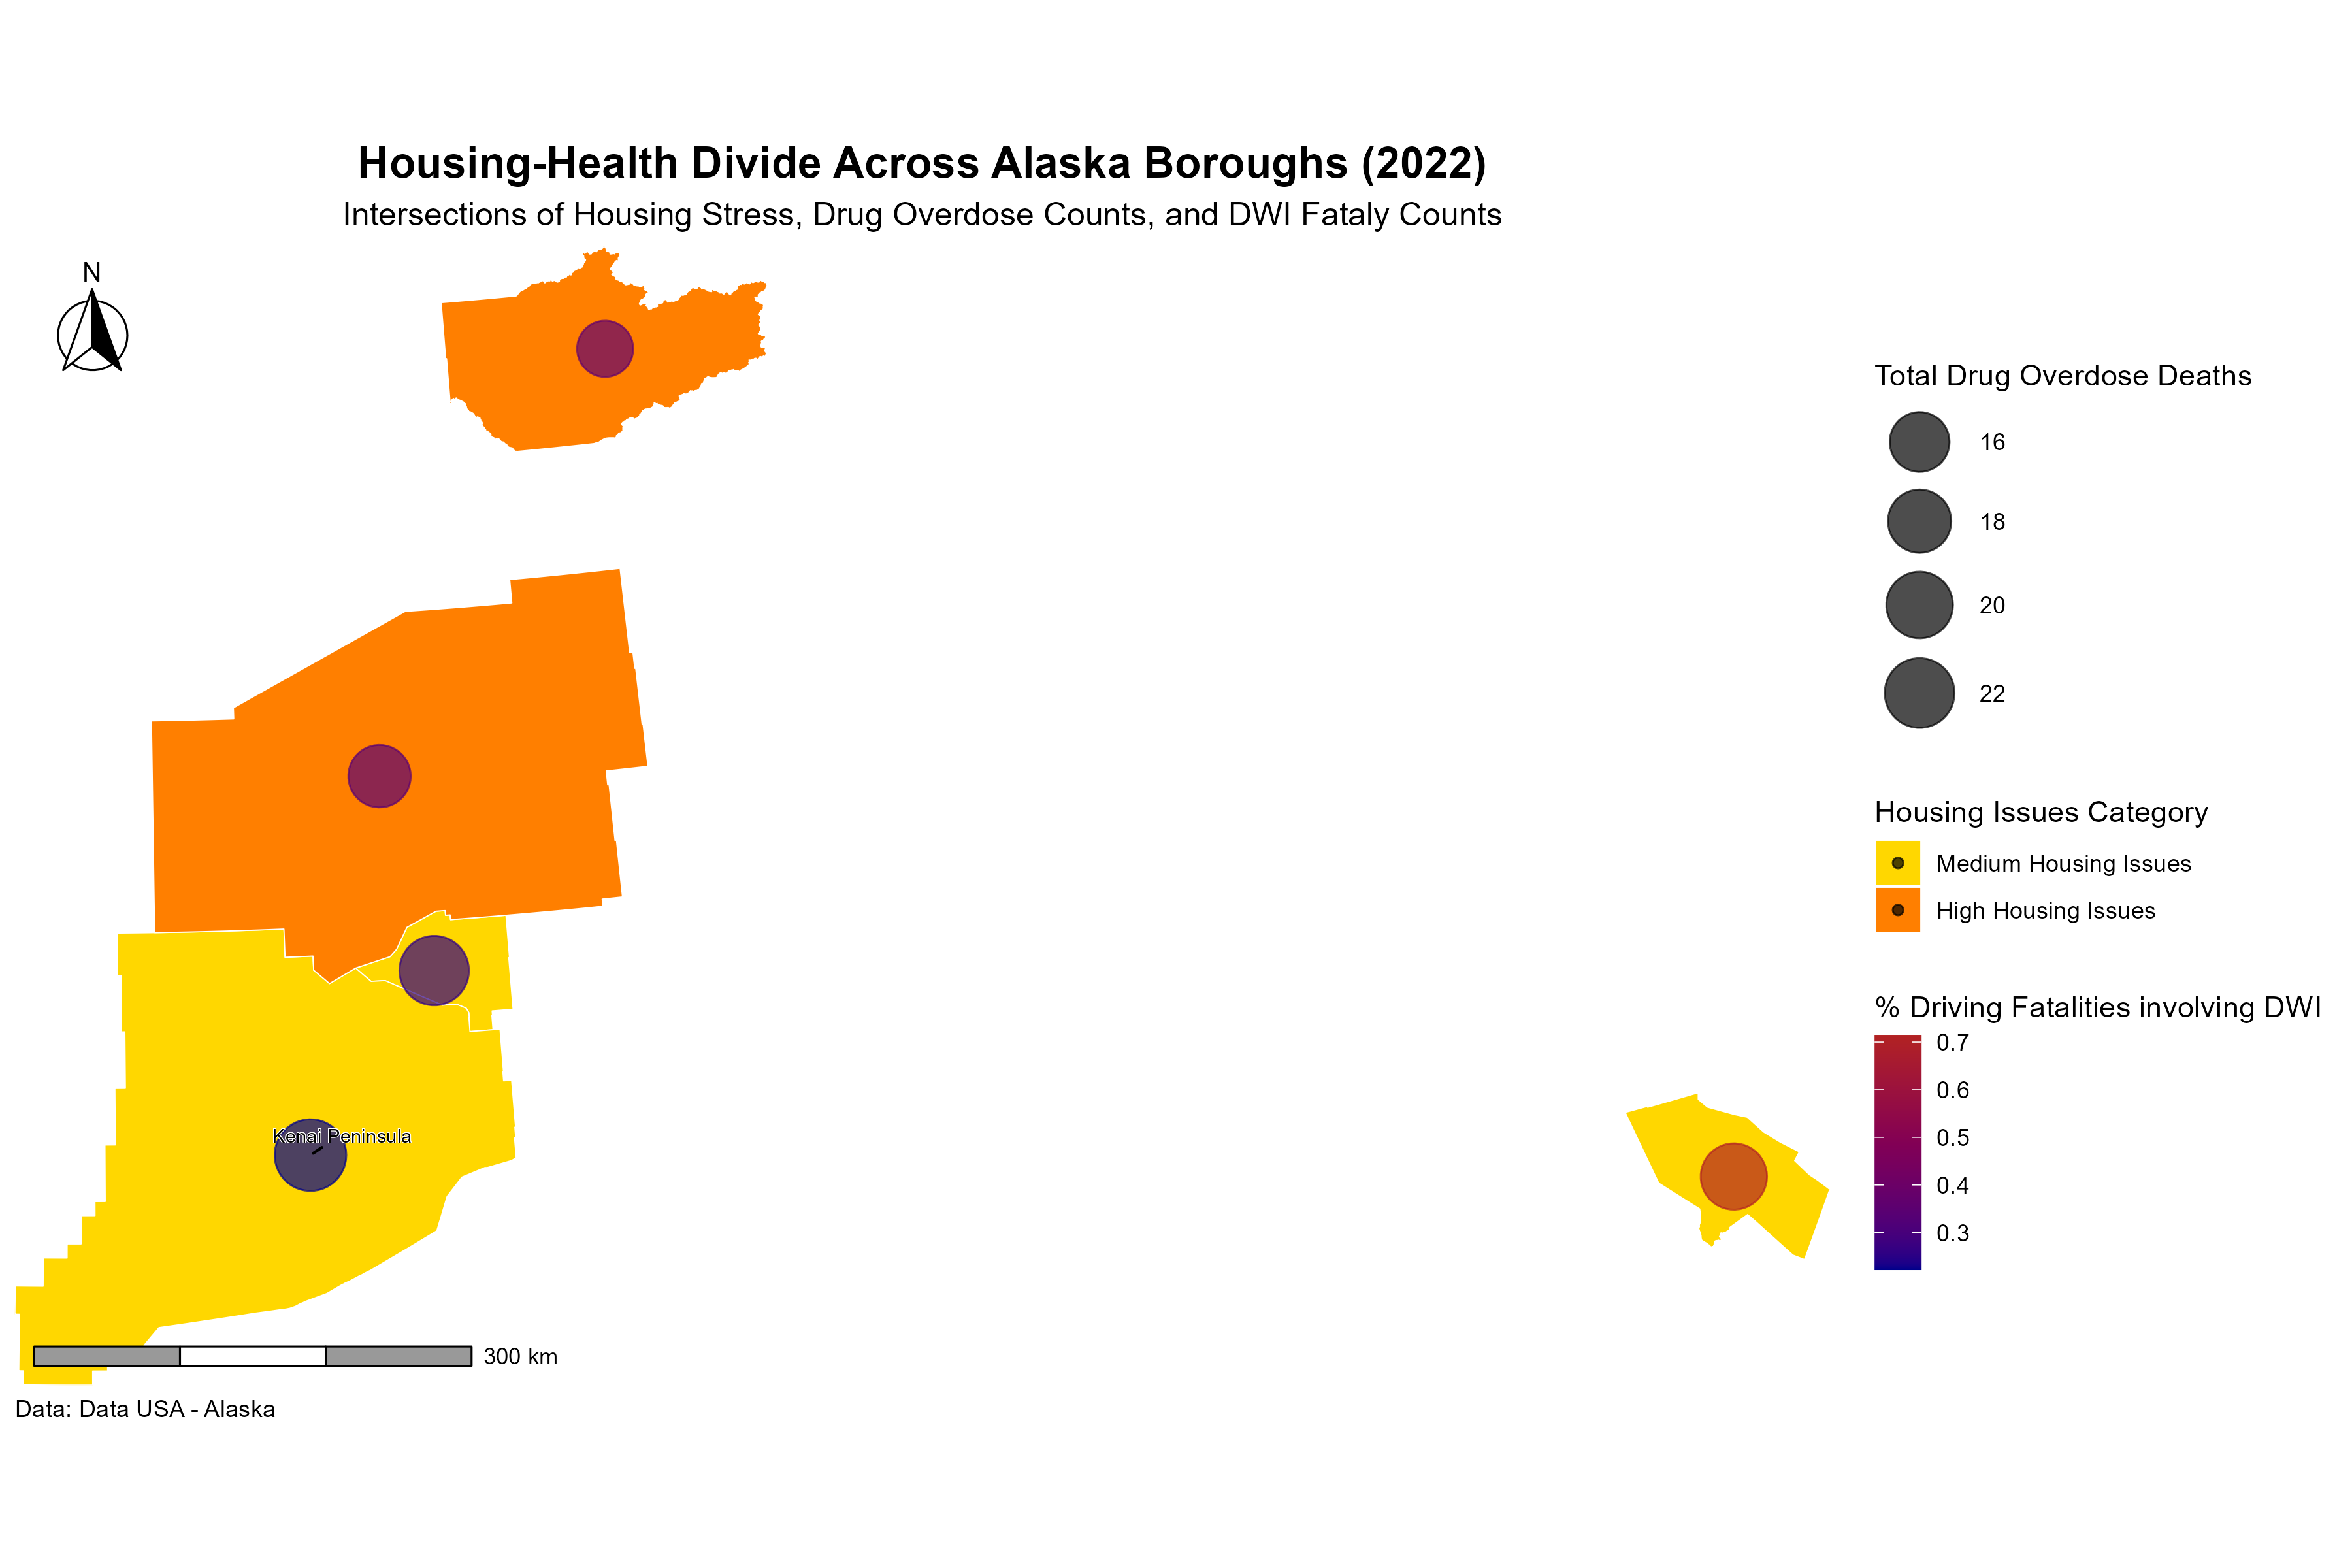 Housing-Health Divide Across Alaska Boroughs (2022)
Intersections of Housing Stress, Drug Overdose Counts, and DWI Fataly Counts
N
Total Drug Overdose Deaths
16
18
20
22
Housing Issues Category
Medium Housing Issues
High Housing Issues
% Driving Fatalities involving DWI
0.7
0.6
0.5
0.4
0.3
Kenai Peninsula
300 km
Data: Data USA - Alaska